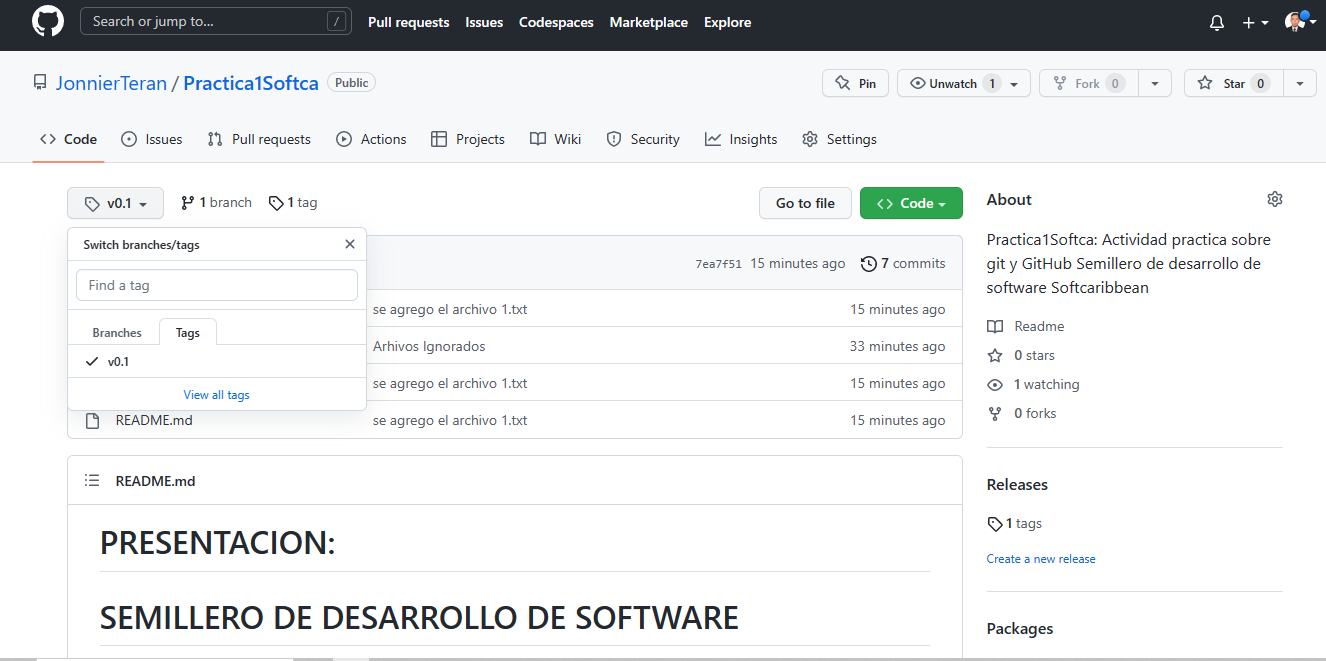 Search or jump to... /
Pull requests Issues Codespaces Marketplace Explore
JonnierTeran / Practica1Softca Public
Pin Unwatch 1 Fork 0 Star 0
Code Issues Pull requests Actions Projects Wiki Security Insights Settings
v0.1 1 branch 1 tag Go to file Code
Switch branches/tags
Find a tag
Branches Tags
v0.1
View all tags
7ea7f51 15 minutes ago 7 commits
se agrego el archivo 1.txt 15 minutes ago
Arhivos Ignorados 33 minutes ago
se agrego el archivo 1.txt 15 minutes ago
README.md se agrego el archivo 1.txt 15 minutes ago
README.md
PRESENTACION:
SEMILLERO DE DESARROLLO DE SOFTWARE
About
Practica1Softca: Actividad practica sobre
git y GitHub Semillero de desarrollo de
software Softcaribbean
Readme
0 stars
1 watching
0 forks
Releases
1 tags
Create a new release
Packages